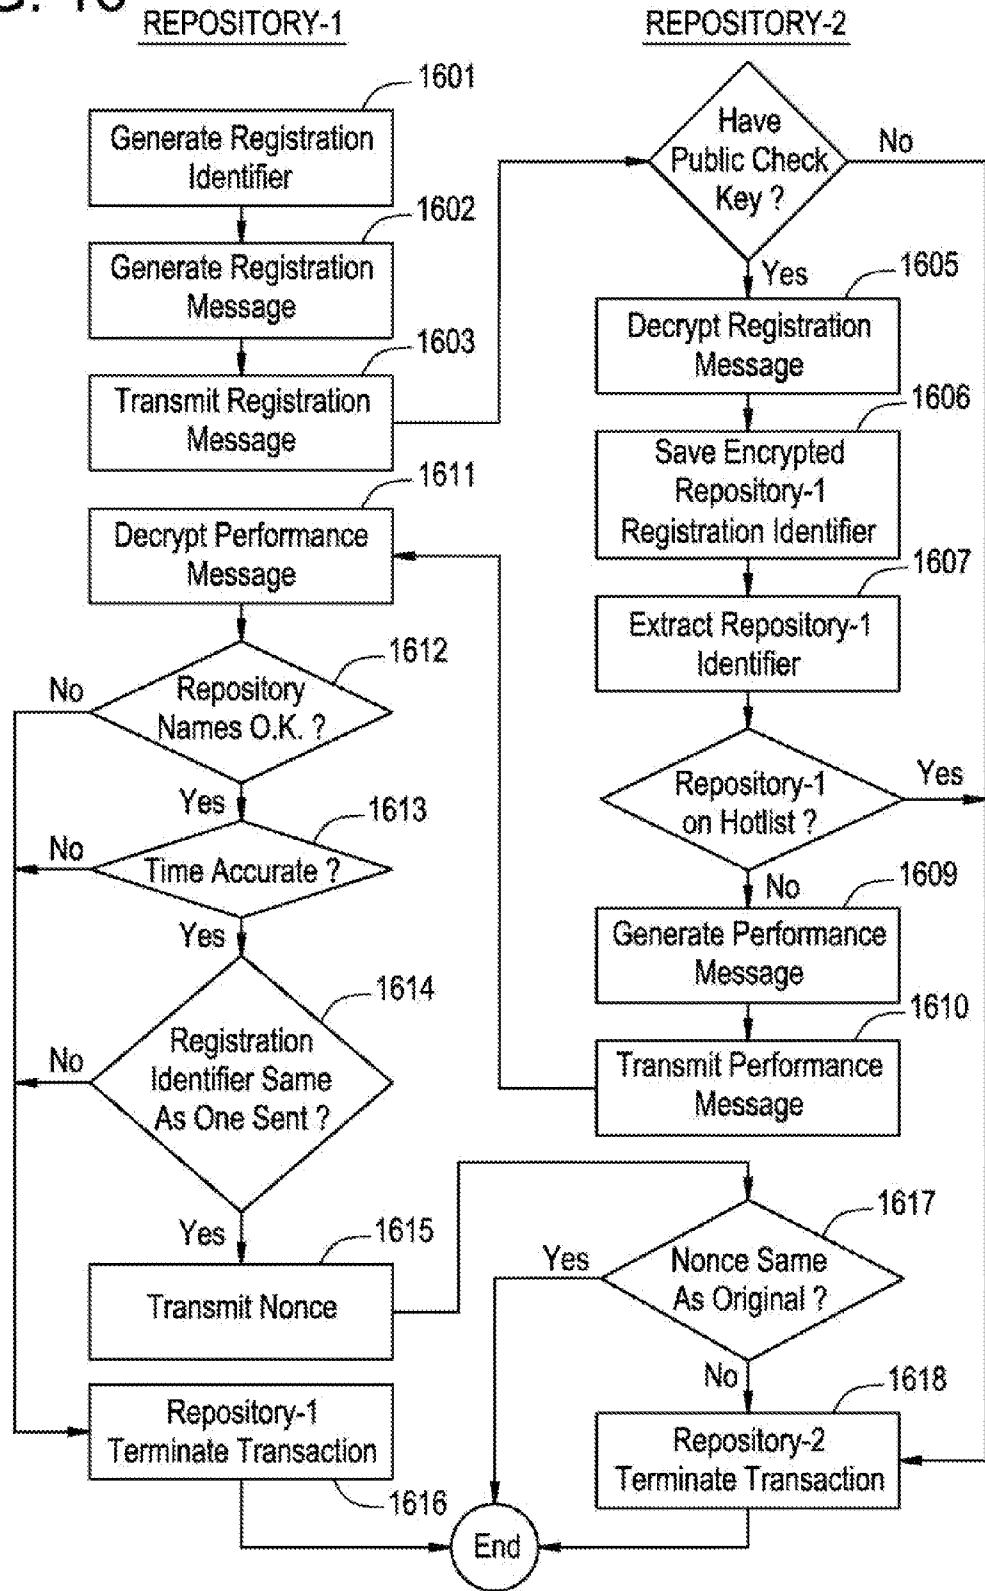 REPOSITORY-1
1601
Generate Registration
Identifier
1602
Generate Registration
Message
1603
Transmit Registration
Message
1611
Decrypt Performance
Message
1612
Repository
Names O.K. ?
No
Yes
1613
Time Accurate ?
No
Yes
1614
Registration
Identifier Same
As One Sent ?
No
Yes
1615
Transmit Nonce
Repository-1
Terminate Transaction
1616
REPOSITORY-2
Have
Public Check
Key ?
No
Yes
1605
Decrypt Registration
Message
1606
Save Encrypted
Repository-1
Registration Identifier
1607
Extract Repository-1
Identifier
Repository-1
on Hotlist ?
Yes
No
1609
Generate Performance
Message
1610
Transmit Performance
Message
1617
Nonce Same
As Original ?
Yes
No
1618
Repository-2
Terminate Transaction
End